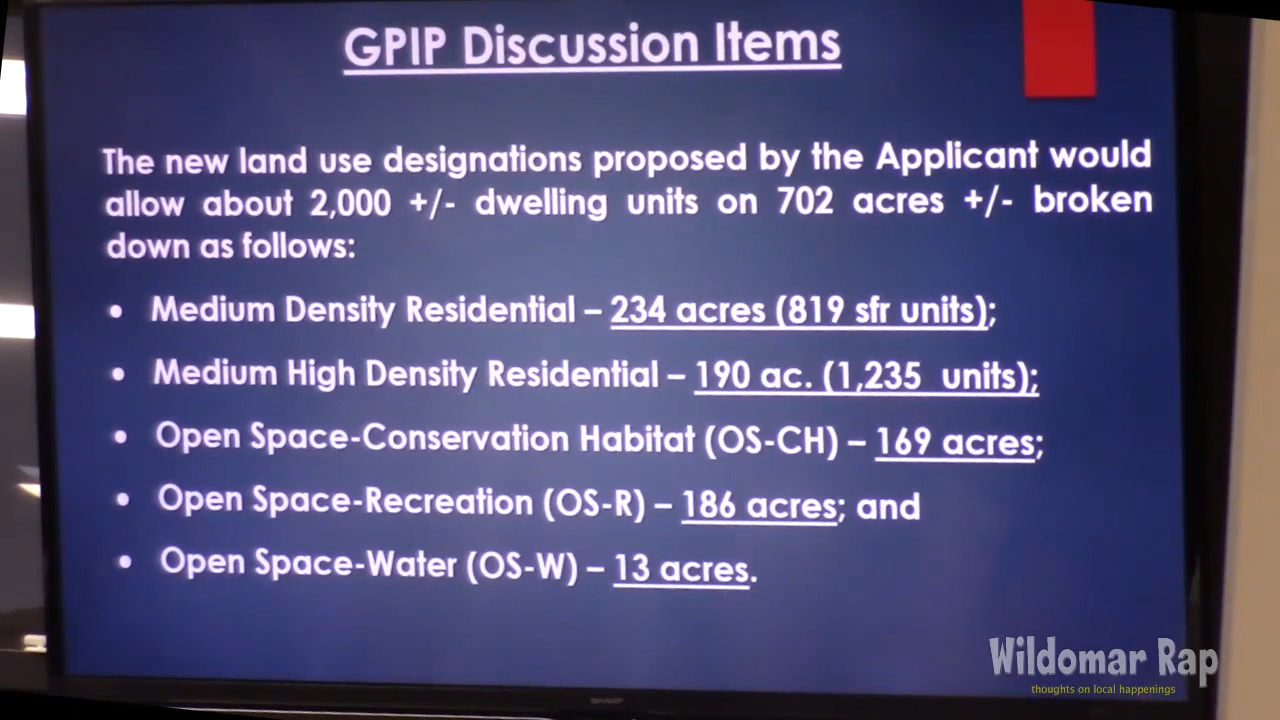 GPIP Discussion Items
The new land use designations proposed by the Applicant would
allow about 2,000 +/- dwelling units on 702 acres +/- broken
down as follows:
• Medium Density Residential – 234 acres (819 sfr units);
• Medium High Density Residential – 190 ac. (1,235 units);
• Open Space-Conservation Habitat (OS-CH) – 169 acres;
• Open Space-Recreation (OS-R) – 186 acres; and
• Open Space-Water (OS-W) – 13 acres.
SHARP
Wildomar Rap
thoughts on local happenings